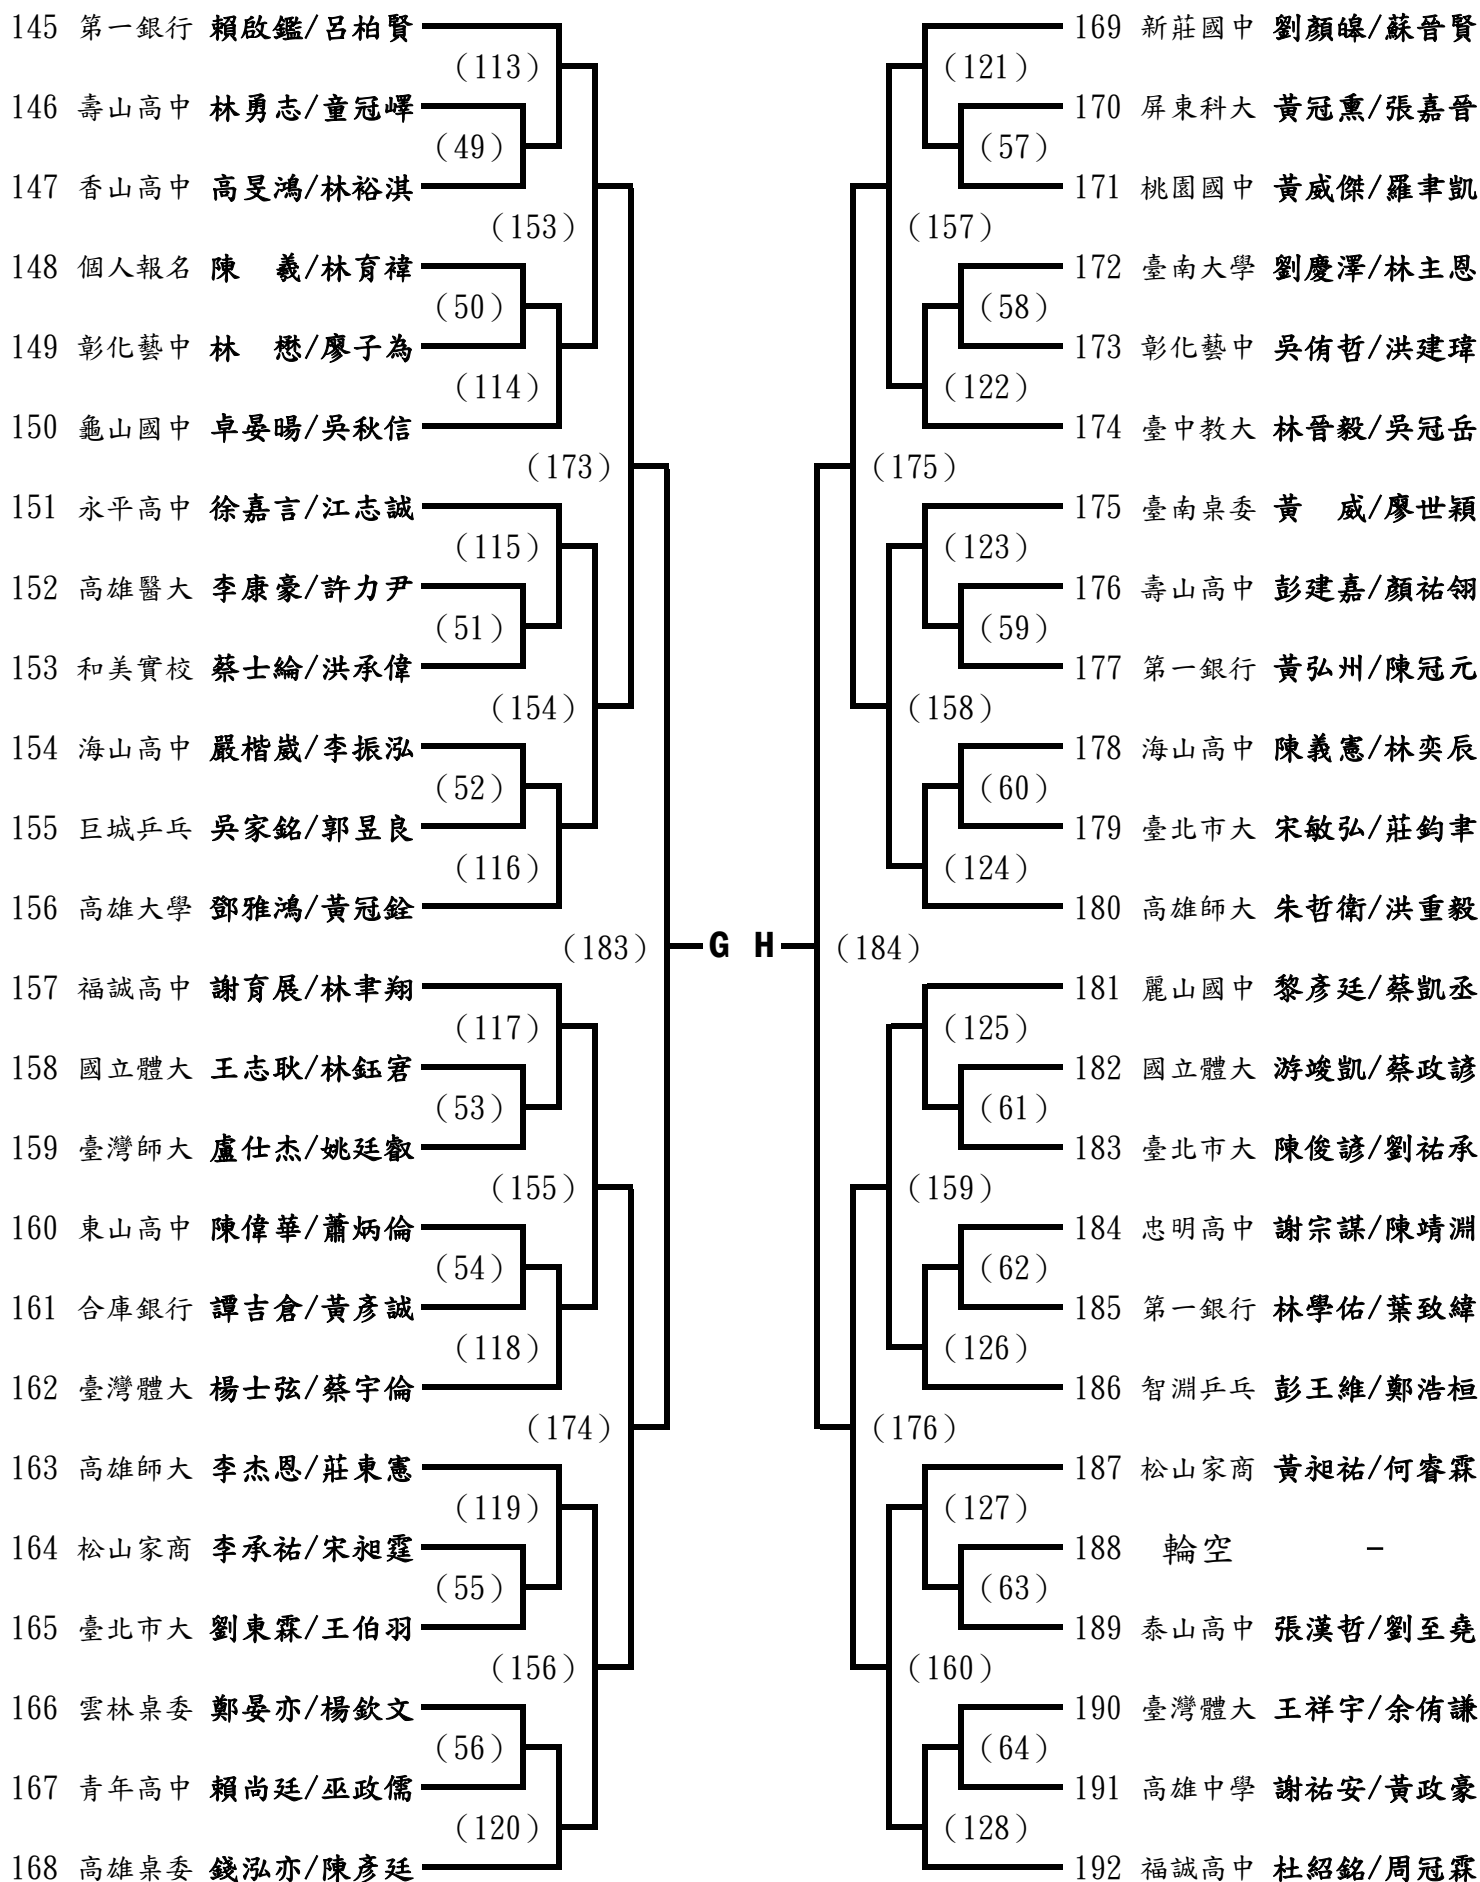 145 第一銀行 賴啟鑑/呂柏賢
(113)
146 壽山高中 林勇志/童冠嶧
(49)
147 香山高中 高旻鴻/林裕淇
(153)
148 個人報名 陳　羲/林育禕
(50)
149 彰化藝中 林　懋/廖子為
(114)
150 龜山國中 卓晏暘/吳秋信
(173)
151 永平高中 徐嘉言/江志誠
(115)
152 高雄醫大 李康豪/許力尹
(51)
153 和美實校 蔡士綸/洪承偉
(154)
154 海山高中 嚴楷崴/李振泓
(52)
155 巨城乒乓 吳家銘/郭昱良
(116)
156 高雄大學 鄧雅鴻/黃冠銓
(183)
G
157 福誠高中 謝育展/林聿翔
(117)
158 國立體大 王志耿/林鈺宭
(53)
159 臺灣師大 盧仕杰/姚廷叡
(155)
160 東山高中 陳偉華/蕭炳倫
(54)
161 合庫銀行 譚吉倉/黃彥誠
(118)
162 臺灣體大 楊士弦/蔡宇倫
(174)
163 高雄師大 李杰恩/莊東憲
(119)
164 松山家商 李承祐/宋昶霆
(55)
165 臺北市大 劉東霖/王伯羽
(156)
166 雲林桌委 鄭晏亦/楊欽文
(56)
167 青年高中 賴尚廷/巫政儒
(120)
168 高雄桌委 錢泓亦/陳彥廷
169 新莊國中 劉顏皞/蘇晉賢
(121)
170 屏東科大 黃冠熏/張嘉晉
(57)
171 桃園國中 黃威傑/羅聿凱
(157)
172 臺南大學 劉慶澤/林主恩
(58)
173 彰化藝中 吳侑哲/洪建瑋
(122)
174 臺中教大 林晉毅/吳冠岳
(175)
175 臺南桌委 黃　威/廖世穎
(123)
176 壽山高中 彭建嘉/顏祐翎
(59)
177 第一銀行 黃弘州/陳冠元
(158)
178 海山高中 陳義憲/林奕辰
(60)
179 臺北市大 宋敏弘/莊鈞聿
(124)
180 高雄師大 朱哲衛/洪重毅
H
(184)
181 麗山國中 黎彥廷/蔡凱丞
(125)
182 國立體大 游竣凱/蔡政諺
(61)
183 臺北市大 陳俊諺/劉祐承
(159)
184 忠明高中 謝宗謀/陳靖淵
(62)
185 第一銀行 林學佑/葉致緯
(126)
186 智淵乒乓 彭王維/鄭浩桓
(176)
187 松山家商 黃昶祐/何睿霖
(127)
188 輪空 -
(63)
189 泰山高中 張漢哲/劉至堯
(160)
190 臺灣體大 王祥宇/余侑謙
(64)
191 高雄中學 謝祐安/黃政豪
(128)
192 福誠高中 杜紹銘/周冠霖